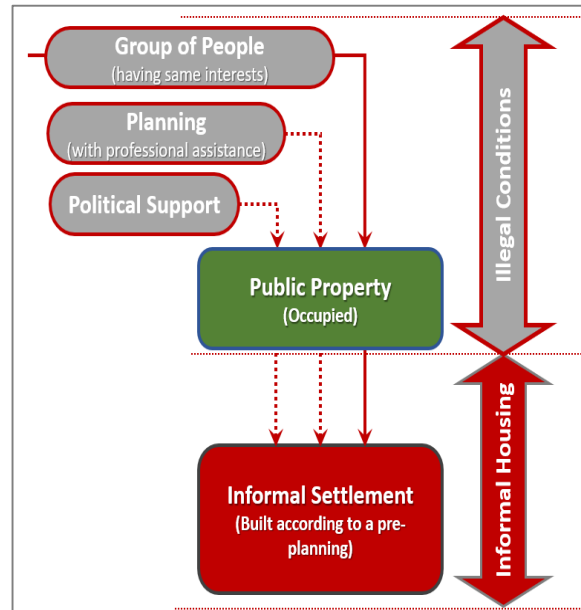 Group of People
(having same interests)
Planning
(with professional assistance)
Political Support
Public Property
(Occupied)
Informal Settlement
(Built according to a pre-
planning)
Illegal Conditions
Informal Housing